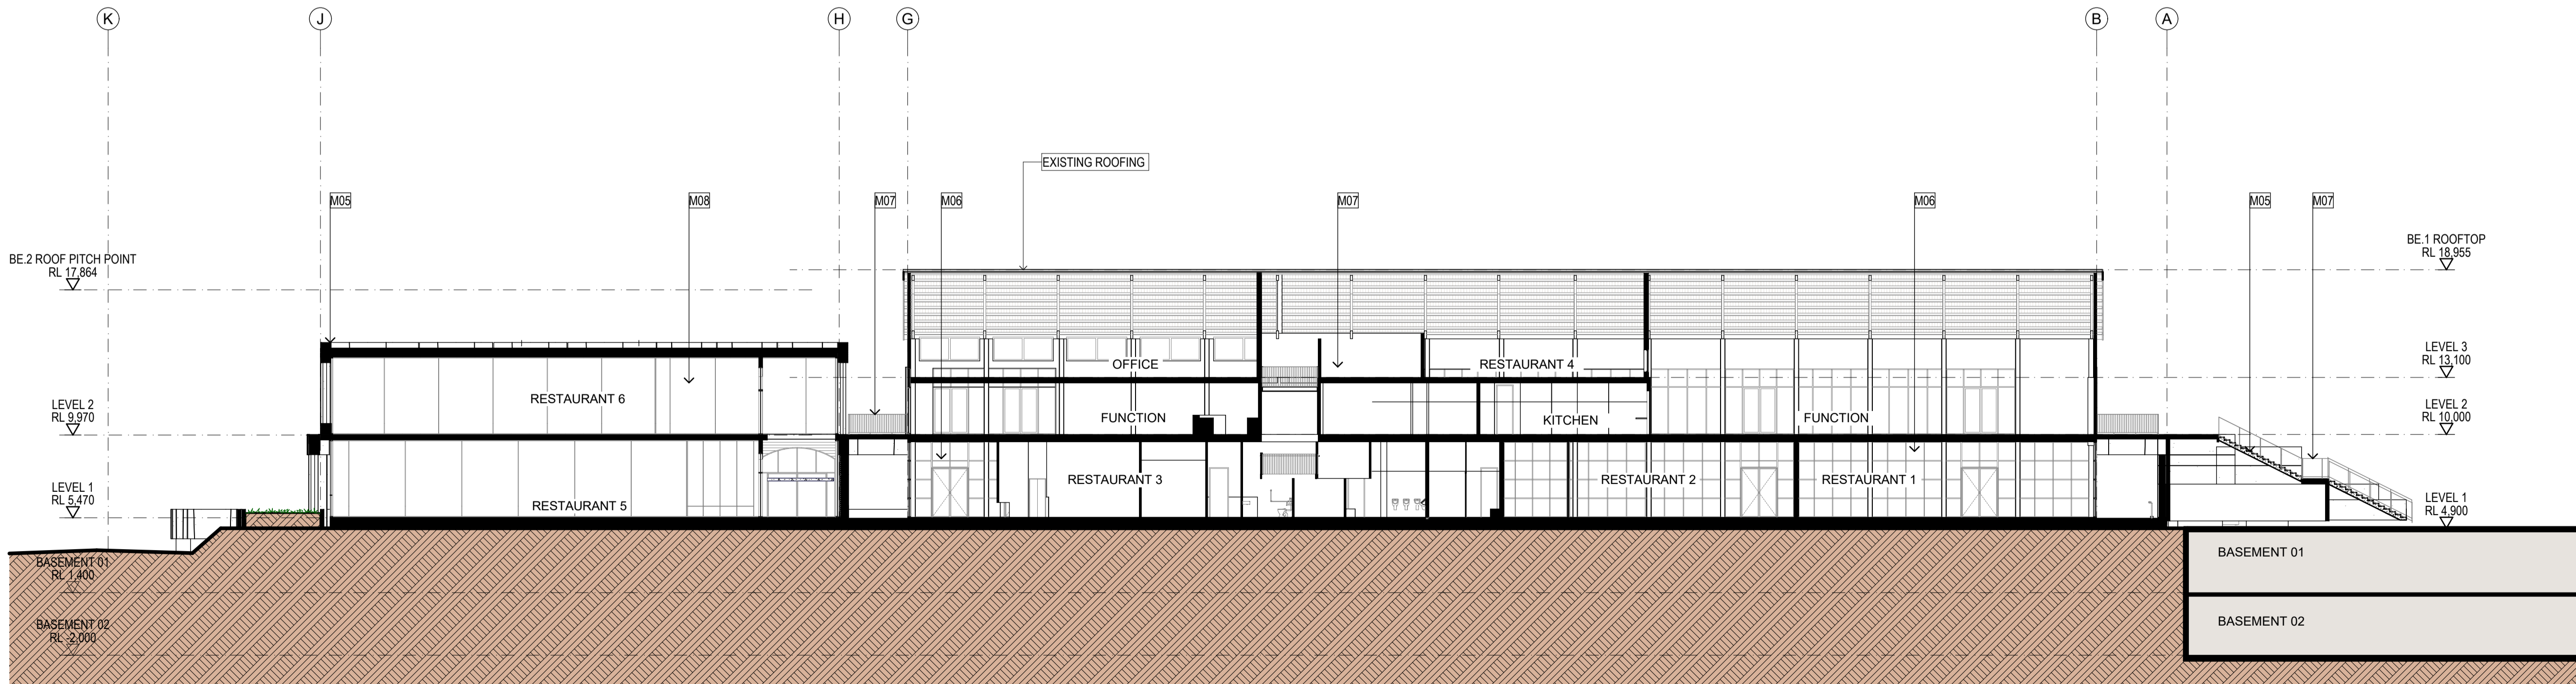 K
J
H
G
B
A
EXISTING ROOFING
M05
M08
M07
M06
M07
M06
M05
M07
BE.2 ROOF PITCH POINT
RL 17,864
BE.1 ROOFTOP
RL 18,955
OFFICE
RESTAURANT 4
LEVEL 3
RL 13,100
RESTAURANT 6
LEVEL 2
RL 9,970
FUNCTION
KITCHEN
FUNCTION
LEVEL 2
RL 10,000
LEVEL 1
RL 5,470
RESTAURANT 5
RESTAURANT 3
RESTAURANT 2
RESTAURANT 1
LEVEL 1
RL 4,900
BASEMENT 01
RL 1,400
BASEMENT 01
BASEMENT 02
RL -2,000
BASEMENT 02